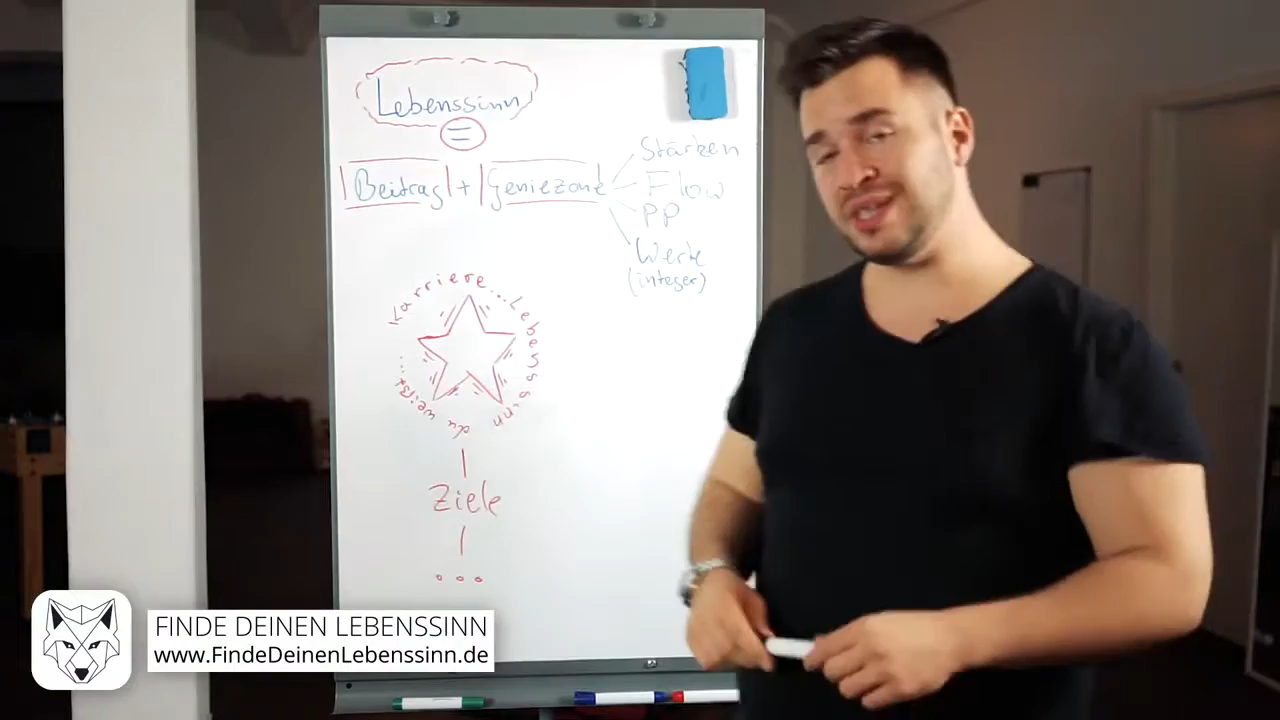 Lebenssinn
=
Beitrag + Geniezone
Stärken
Flow
PP
Werte
(integer)
Karriere... Lebenssinn
du weißt...
Ziele
...
FINDE DEINEN LEBENSSINN
www.FindeDeinenLebenssinn.de